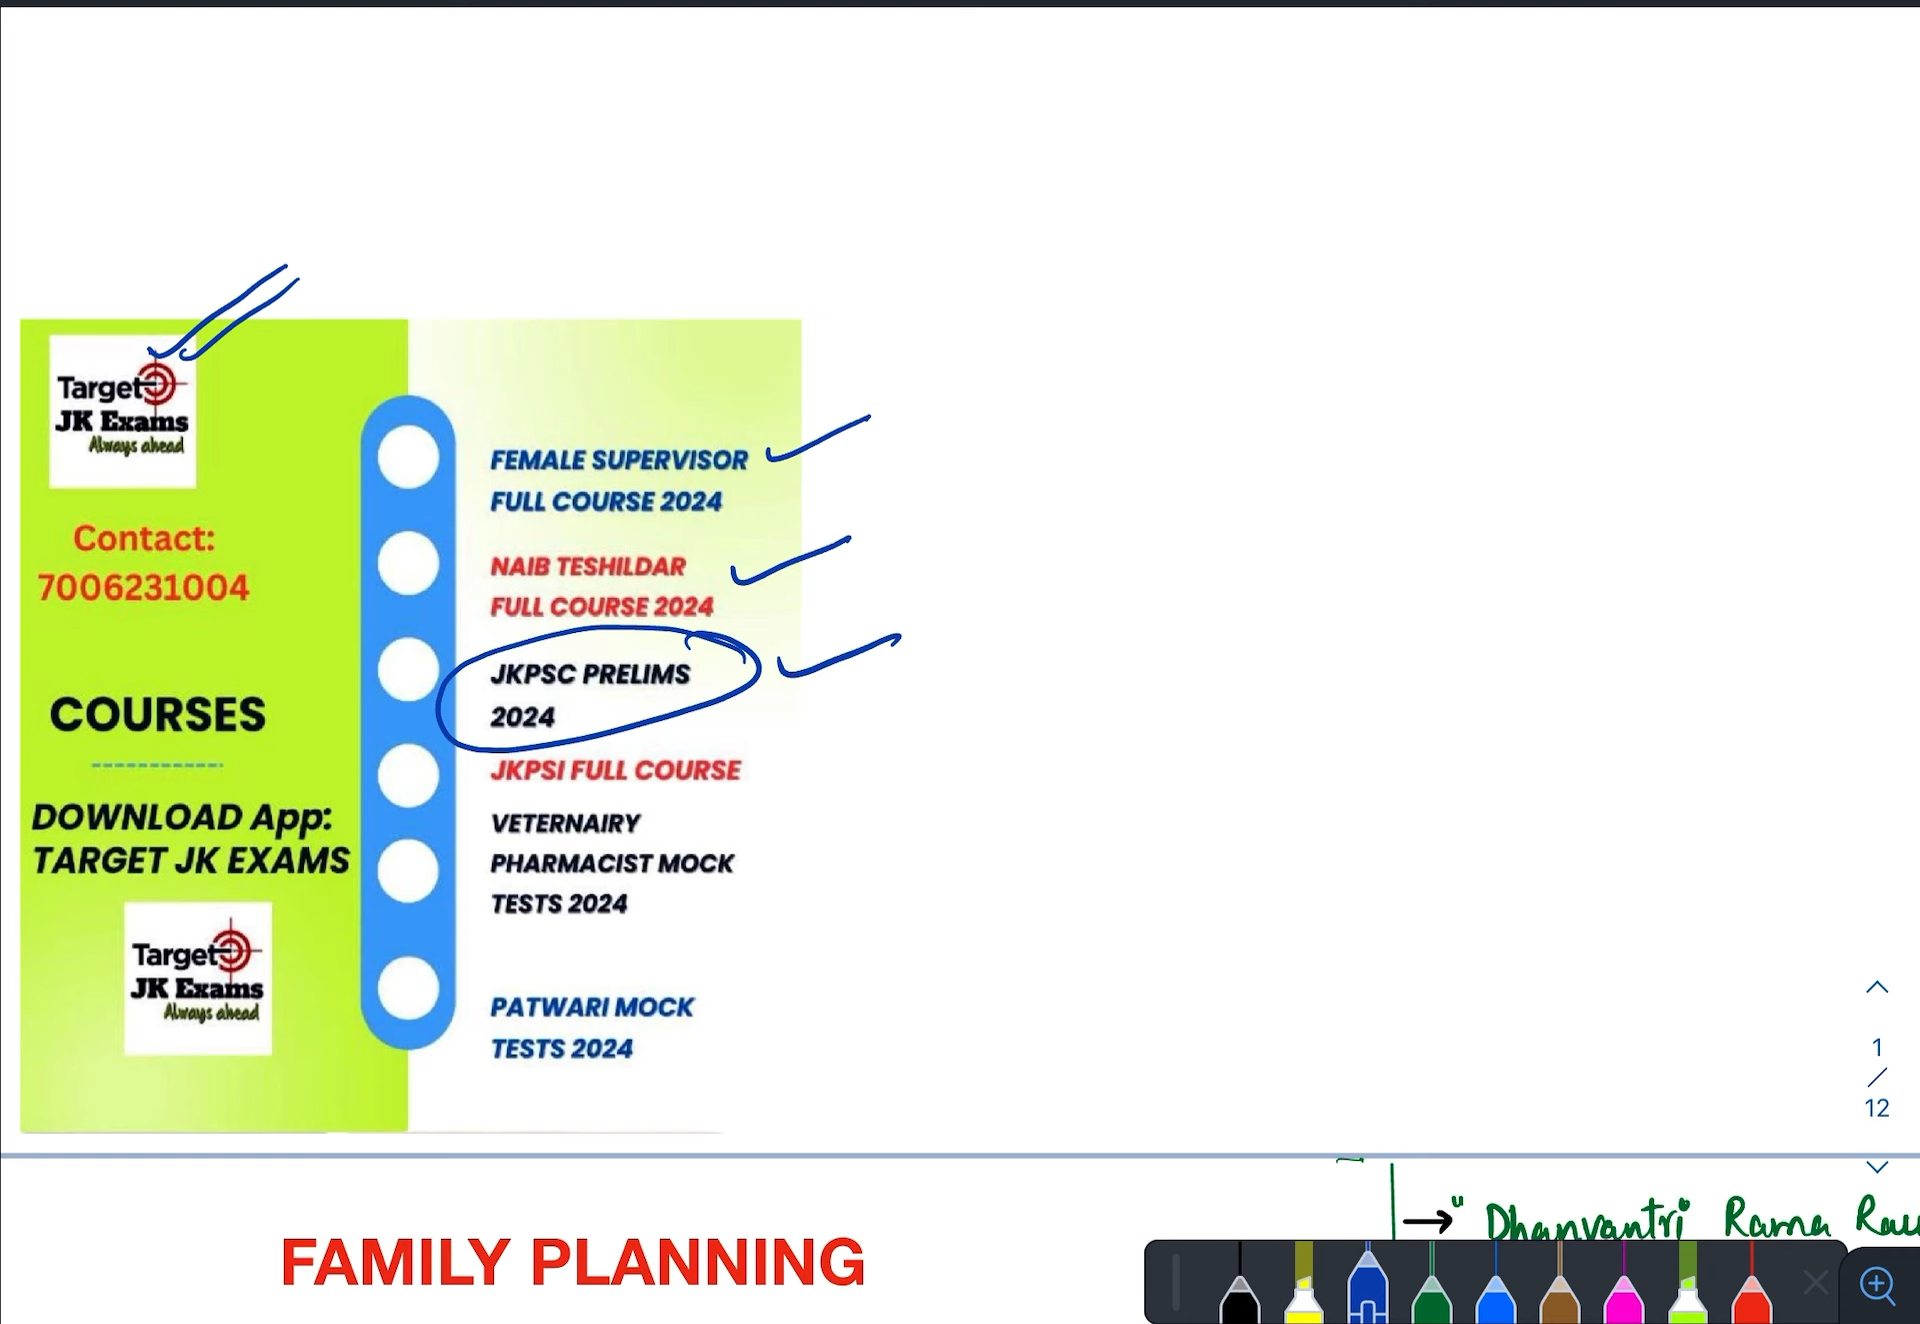 Target
JK Exams
Always ahead
Contact:
7006231004
COURSES
DOWNLOAD App:
TARGET JK EXAMS
Target
JK Exams
Always ahead
FEMALE SUPERVISOR
FULL COURSE 2024
NAIB TESHILDAR
FULL COURSE 2024
JKPSC PRELIMS
2024
JKPSI FULL COURSE
VETERNAIRY
PHARMACIST MOCK
TESTS 2024
PATWARI MOCK
TESTS 2024
1
/
12
→" Dhanvantri Rama
FAMILY PLANNING